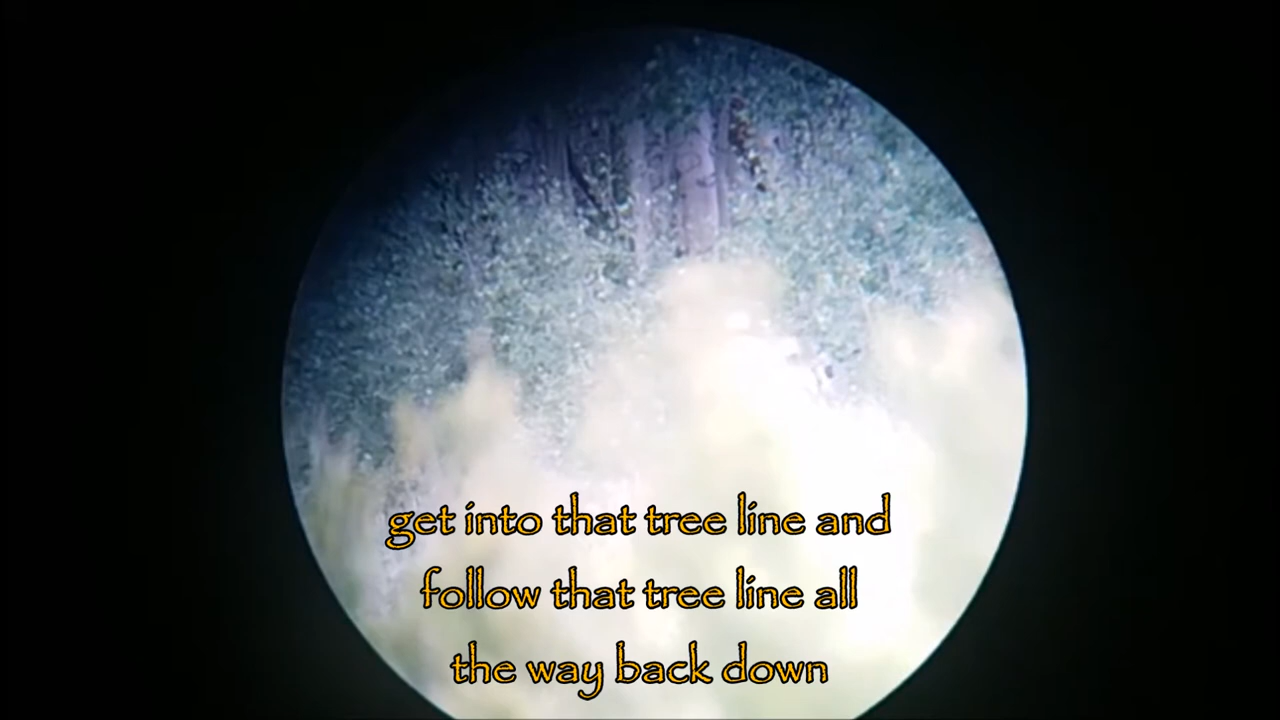 get into that tree line and
follow that tree line all
the way back down